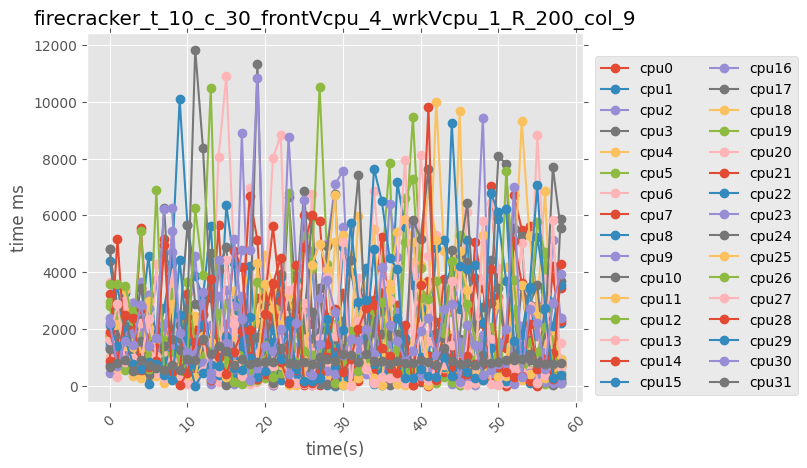 firecracker_t_10_c_30_frontVcpu_4_wrkVcpu_1_R_200_col_9
12000
10000
8000
6000
4000
2000
0
time ms
0
10
20
30
40
50
60
time(s)
cpu0
cpu1
cpu2
cpu3
cpu4
cpu5
cpu6
cpu7
cpu8
cpu9
cpu10
cpu11
cpu12
cpu13
cpu14
cpu15
cpu16
cpu17
cpu18
cpu19
cpu20
cpu21
cpu22
cpu23
cpu24
cpu25
cpu26
cpu27
cpu28
cpu29
cpu30
cpu31